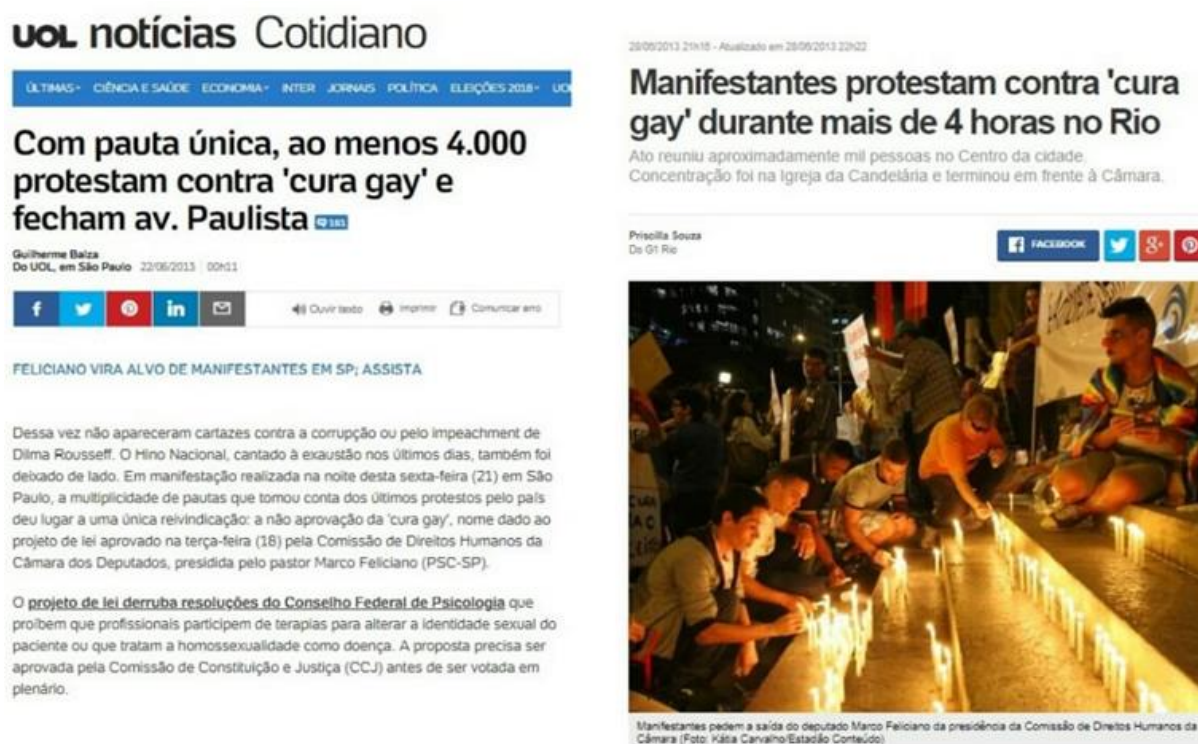 UOL notícias Cotidiano
ÚLTIMAS CIÊNCIA E SAÚDE ECONOMIA INTER JORNAIS POLÍTICA ELEIÇÕES 2018 UOL
Com pauta única, ao menos 4.000
protestam contra 'cura gay' e
fecham av. Paulista
Guilherme Balza
Do UOL, em São Paulo 22/06/2013 00h11
Ouvir texto Imprimir Comunicar erro
FELICIANO VIRA ALVO DE MANIFESTANTES EM SP; ASSISTA
Dessa vez não apareceram cartazes contra a corrupção ou pelo impeachment de
Dilma Rousseff. O Hino Nacional, cantado à exaustão nos últimos dias, também foi
deixado de lado. Em manifestação realizada na noite desta sexta-feira (21) em São
Paulo, a multiplicidade de pautas que tomou conta dos últimos protestos pelo país
deu lugar a uma única reivindicação: a não aprovação da 'cura gay', nome dado ao
projeto de lei aprovado na terça-feira (18) pela Comissão de Direitos Humanos da
Câmara dos Deputados, presidida pelo pastor Marco Feliciano (PSC-SP).
O projeto de lei derruba resoluções do Conselho Federal de Psicologia que
proíbem que profissionais participem de terapias para alterar a identidade sexual do
paciente ou que tratam a homossexualidade como doença. A proposta precisa ser
aprovada pela Comissão de Constituição e Justiça (CCJ) antes de ser votada em
plenário.
28/06/2013 21h16 - Atualizado em 28/06/2013 22h22
Manifestantes protestam contra 'cura
gay' durante mais de 4 horas no Rio
Ato reuniu aproximadamente mil pessoas no Centro da cidade.
Concentração foi na Igreja da Candelária e terminou em frente à Câmara.
Priscilla Souza
Do G1 Rio
FACEBOOK
Manifestantes pedem a saída do deputado Marco Feliciano da presidência da Comissão de Direitos Humanos da
Câmara (Foto: Kátia Carvalho/Estadão Conteúdo)